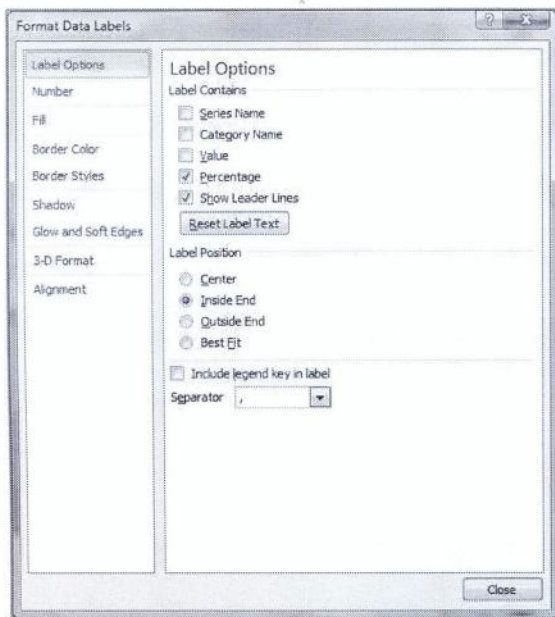 Format Data Labels
Label Options
Number
Fill
Border Color
Border Styles
Shadow
Glow and Soft Edges
3-D Format
Alignment
Label Options
Label Contains
Series Name
Category Name
Value
Percentage
Show Leader Lines
Reset Label Text
Label Position
Center
Inside End
Outside End
Best Fit
Include legend key in label
Separator ,
Close